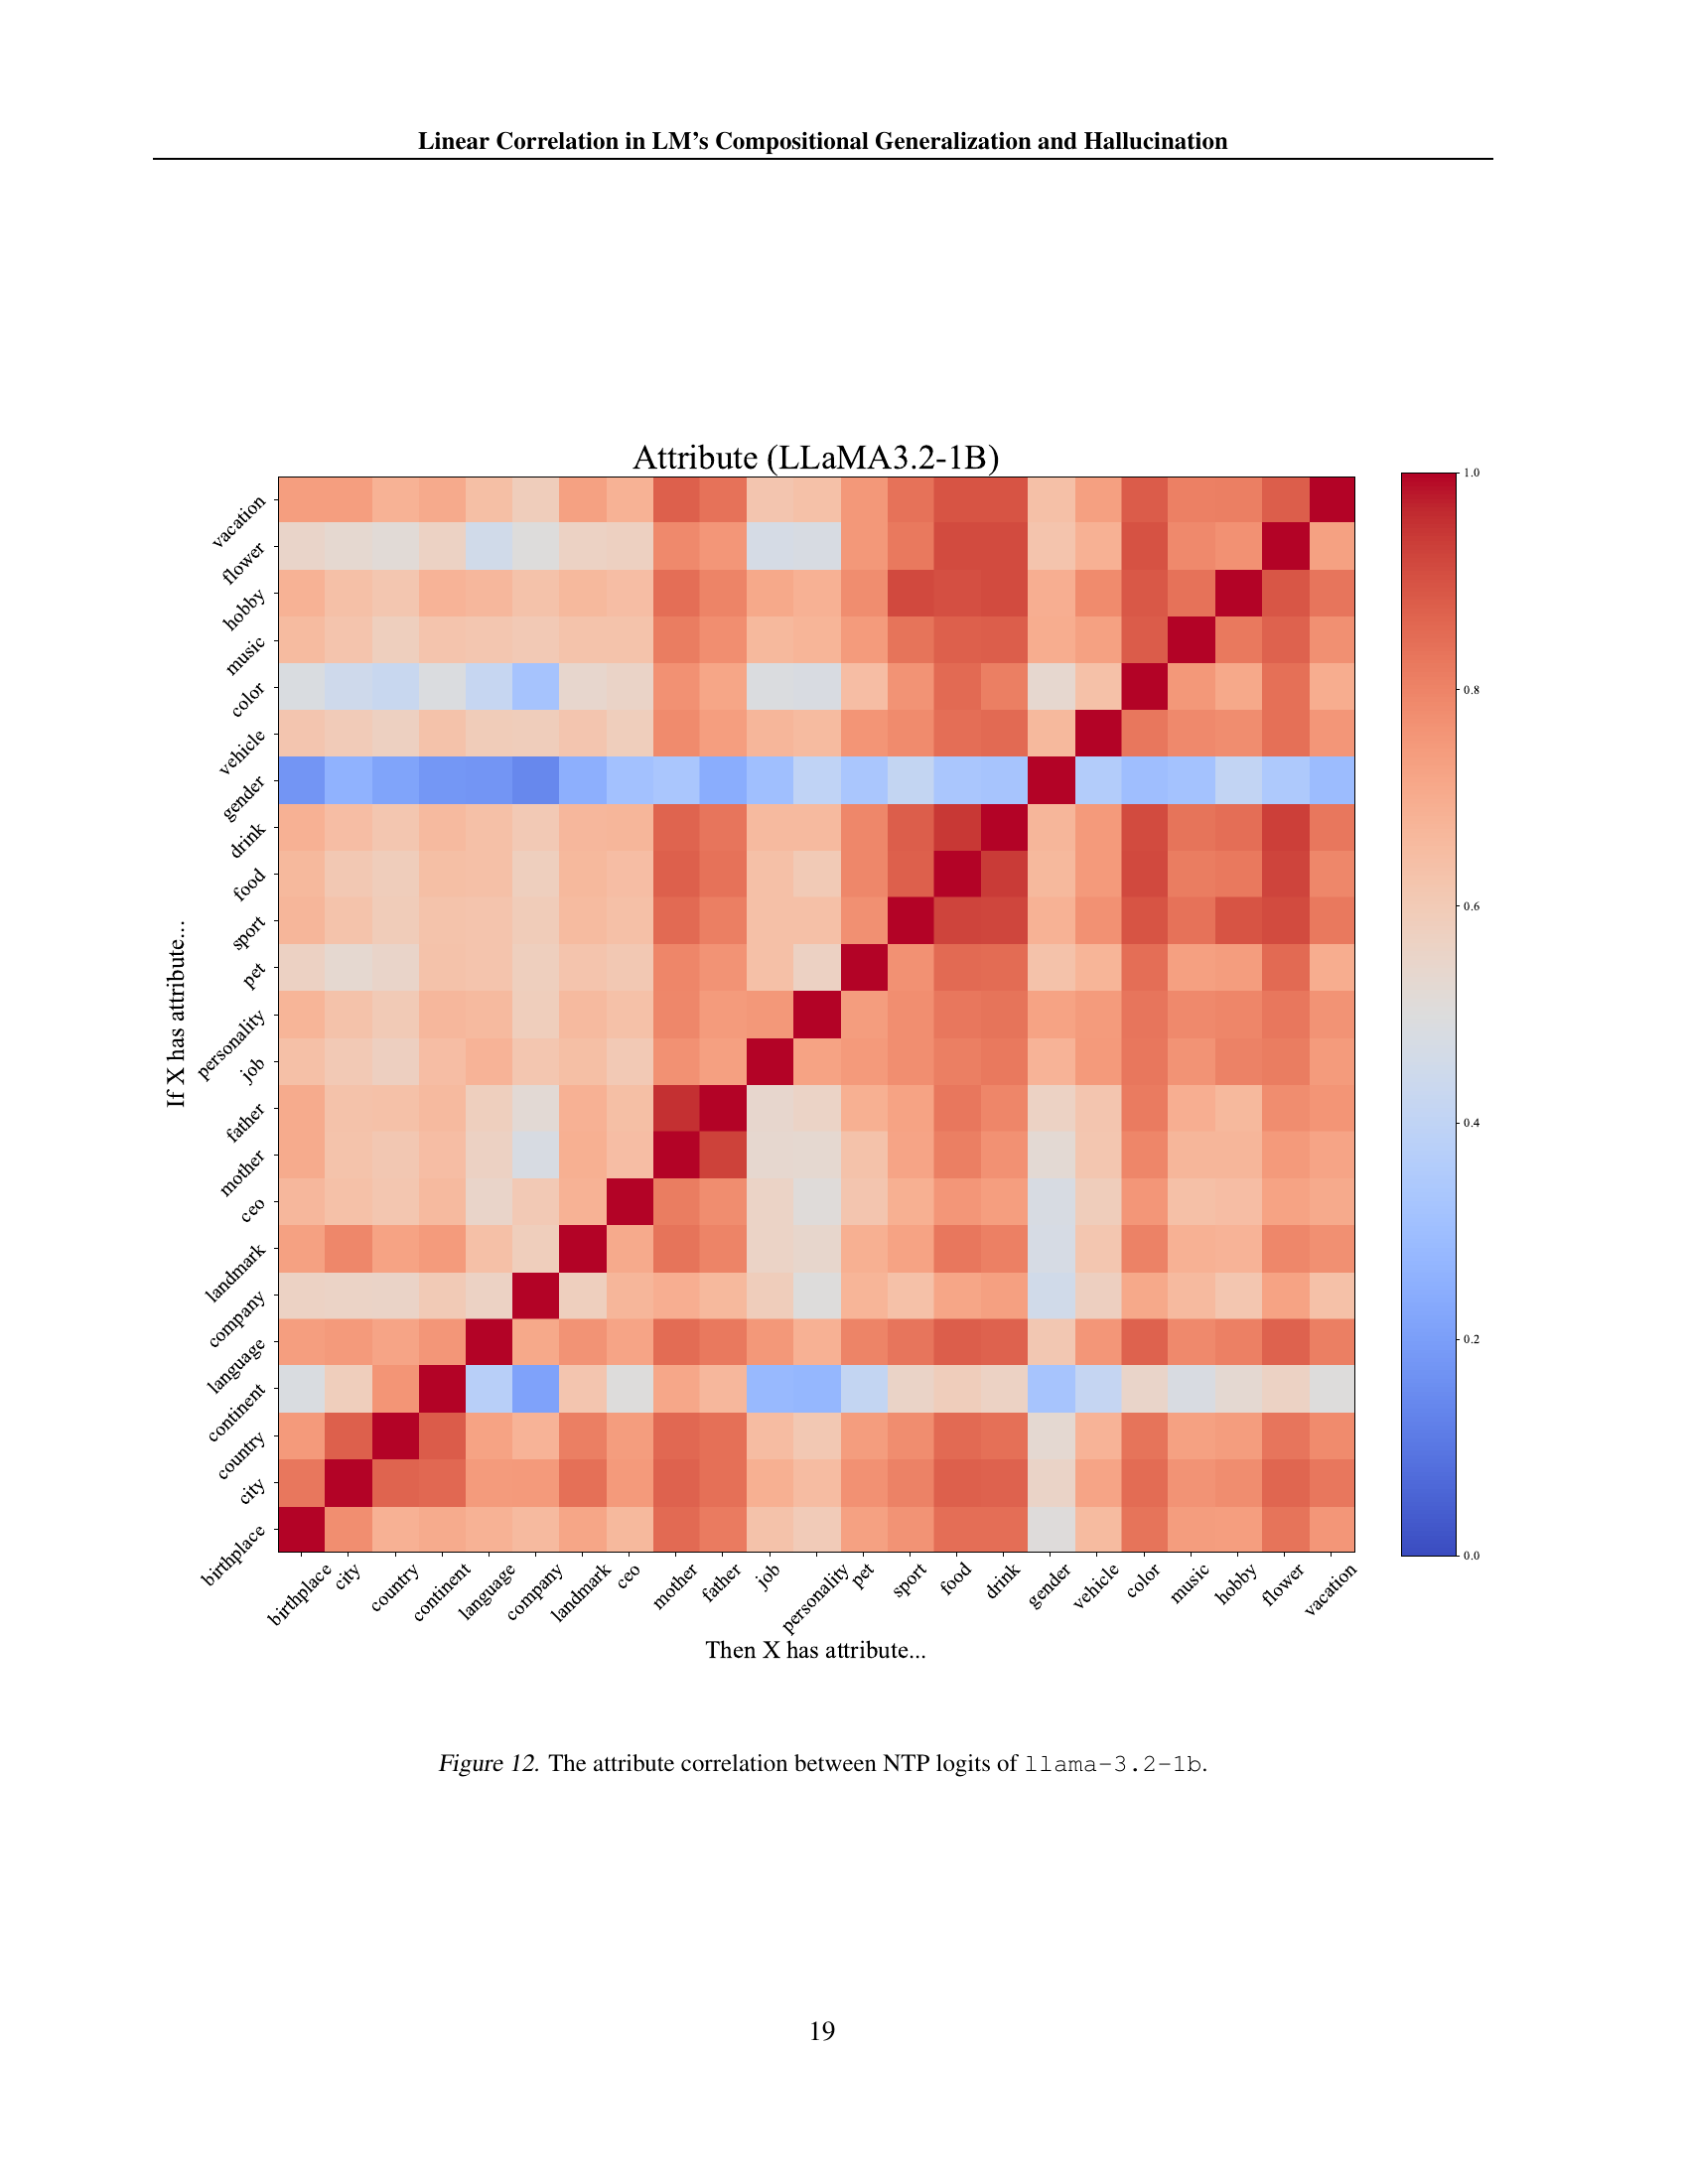 Linear Correlation in LM's Compositional Generalization and Hallucination
Attribute (LLaMA3.2-1B)
If X has attribute...
vacation
flower
hobby
music
color
vehicle
gender
drink
food
sport
pet
personality
job
father
mother
ceo
landmark
company
language
continent
country
city
birthplace
birthplace city country continent language company landmark ceo mother father job personality pet sport food drink gender vehicle color music hobby flower vacation
Then X has attribute...
1.0
0.8
0.6
0.4
0.2
0.0
Figure 12. The attribute correlation between NTP logits of llama-3.2-1b.
19